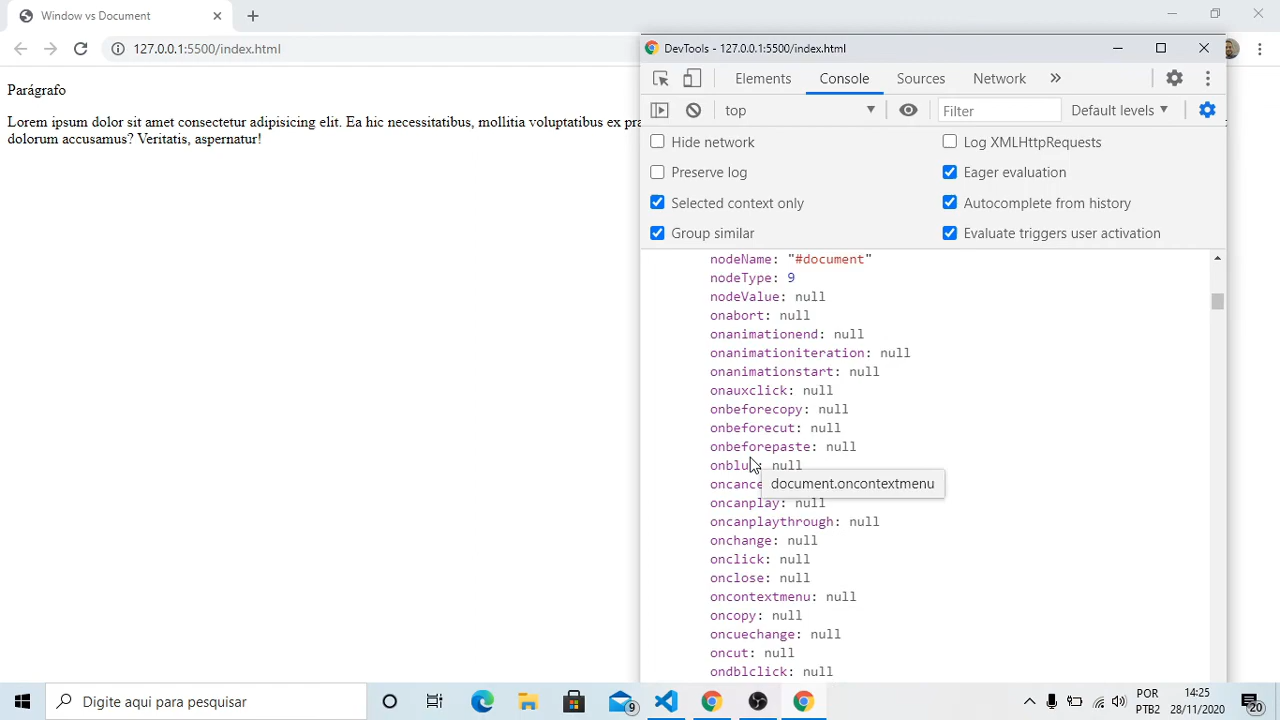 Window vs Document
127.0.0.1:5500/index.html
Parágrafo
Lorem ipsum dolor sit amet consectetur adipisicing elit. Ea hic necessitatibus, mollitia voluptatibus ex
dolorum accusamus? Veritatis, aspernatur!
DevTools - 127.0.0.1:5500/index.html
Elements Console Sources Network
top Filter Default levels
Hide network Log XMLHttpRequests
Preserve log Eager evaluation
Selected context only Autocomplete from history
Group similar Evaluate triggers user activation
nodeName: "#document"
nodeType: 9
nodeValue: null
onabort: null
onanimationend: null
onanimationiteration: null
onanimationstart: null
onauxclick: null
onbeforecopy: null
onbeforecut: null
onbeforepaste: null
onblu null
document.oncontextmenu
oncance
oncanplay: null
oncanplaythrough: null
onchange: null
onclick: null
onclose: null
oncontextmenu: null
oncopy: null
oncuechange: null
oncut: null
ondblclick: null
Digite aqui para pesquisar
9
POR
PTB2
14:25
28/11/2020
20